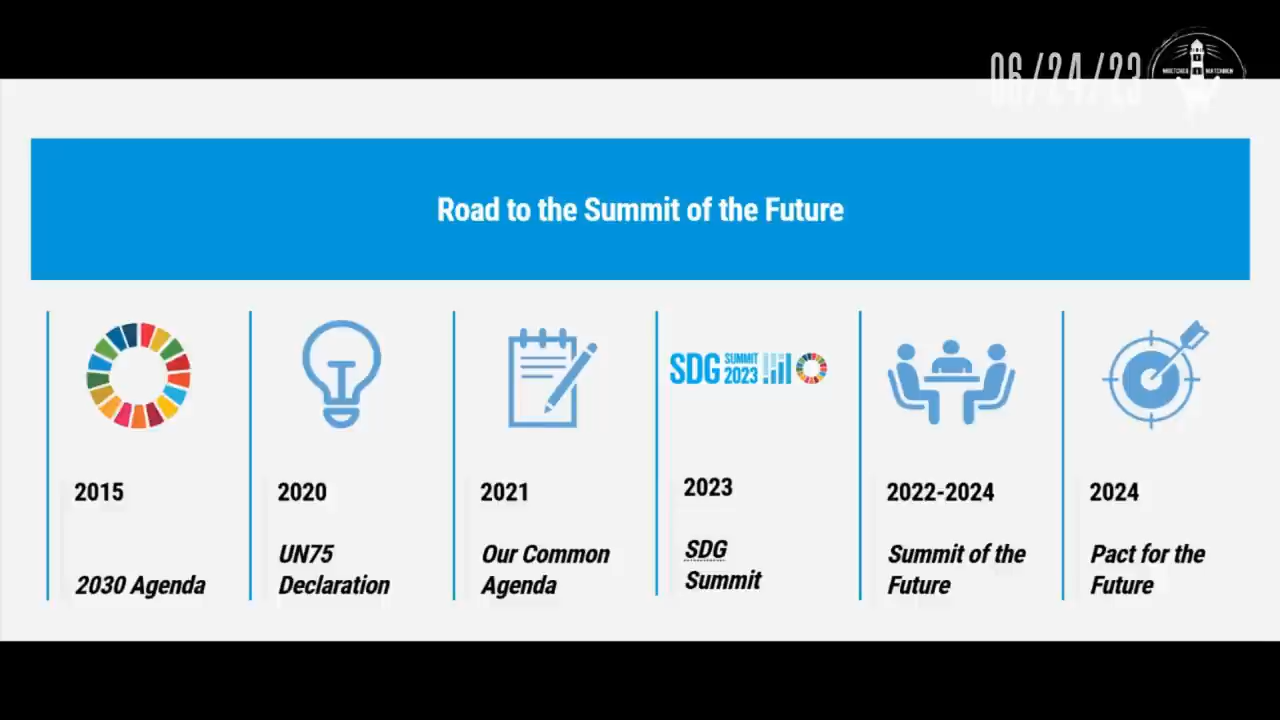 06/24/23
WATCHMEN
Road to the Summit of the Future
SDG
SUMMIT
2023
2015
2030 Agenda
2020
UN75
Declaration
2021
Our Common
Agenda
2023
SDG
Summit
2022-2024
Summit of the
Future
2024
Pact for the
Future